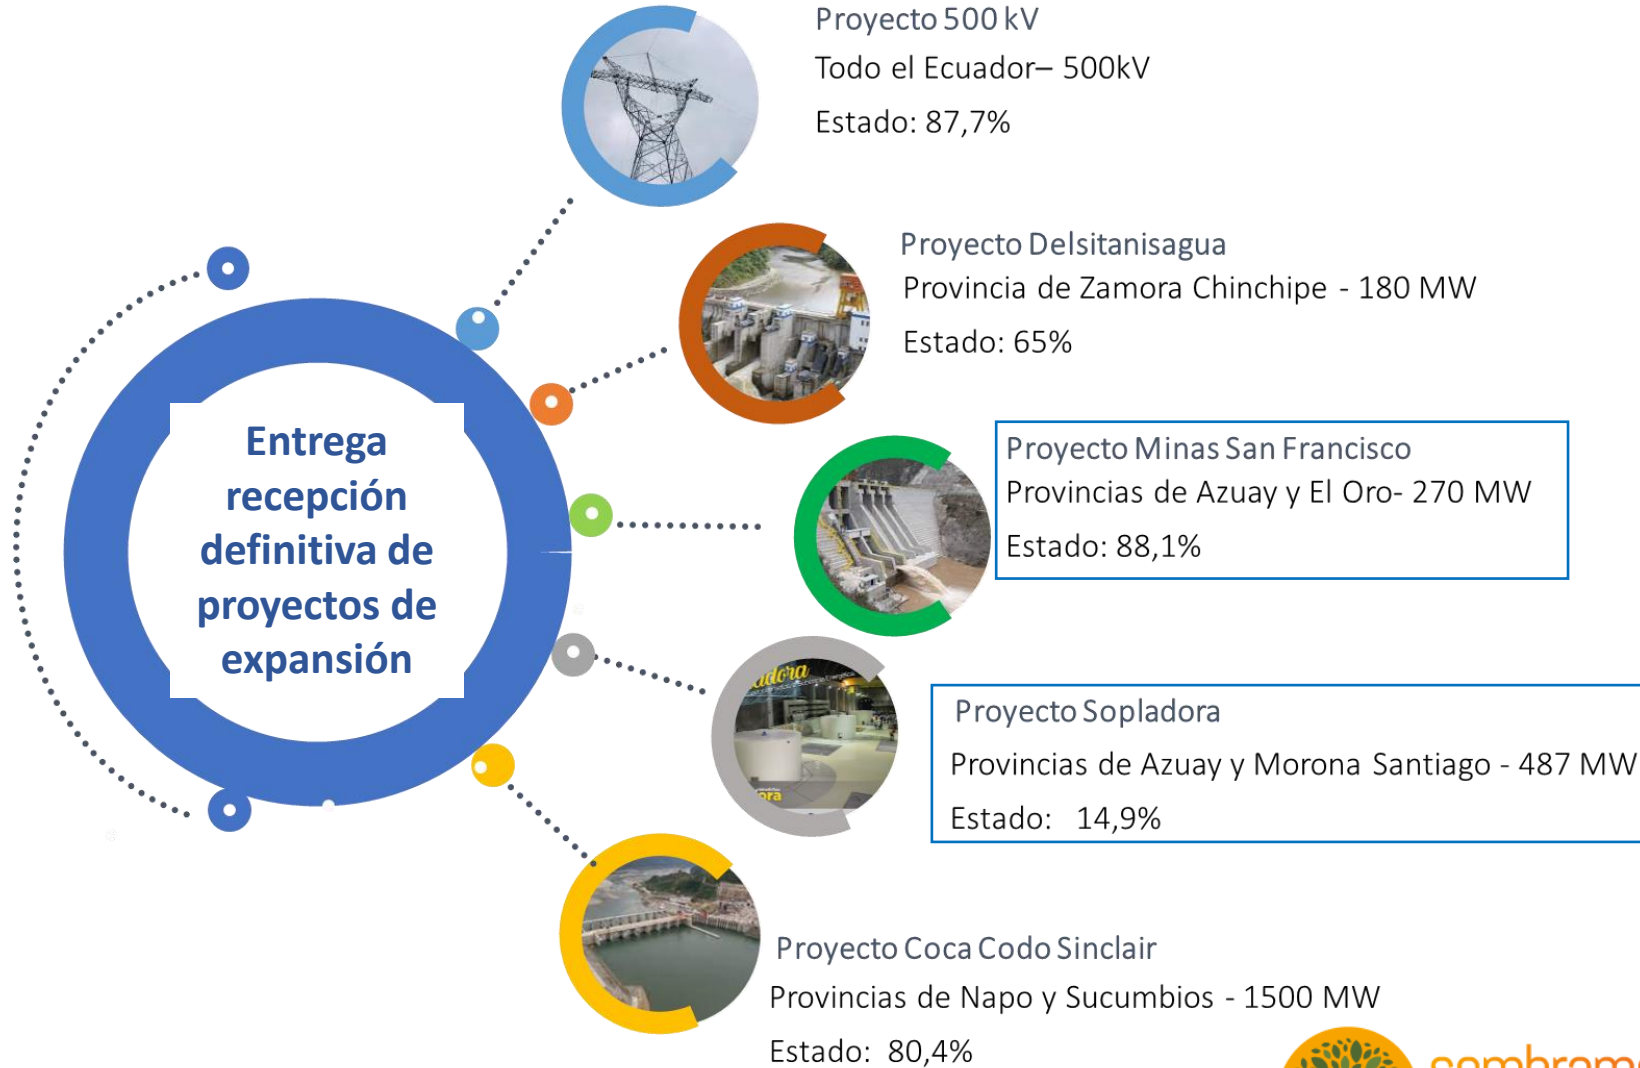 Proyecto 500 kV
Todo el Ecuador– 500kV
Estado: 87,7%
Proyecto Delsitanisagua
Provincia de Zamora Chinchipe - 180 MW
Estado: 65%
Entrega
recepción
definitiva de
proyectos de
expansión
Proyecto Minas San Francisco
Provincias de Azuay y El Oro- 270 MW
Estado: 88,1%
Proyecto Sopladora
Provincias de Azuay y Morona Santiago - 487 MW
Estado: 14,9%
Proyecto Coca Codo Sinclair
Provincias de Napo y Sucumbios - 1500 MW
Estado: 80,4%